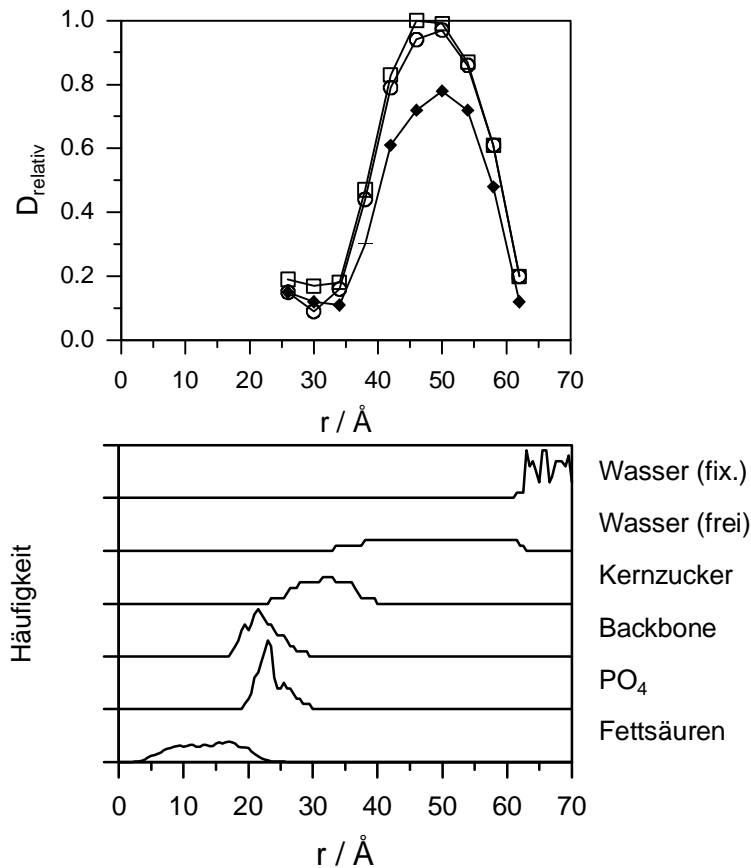 1.0
0.8
0.6
0.4
0.2
0.0
D_relativ
0 10 20 30 40 50 60 70
r / Å
Wasser (fix.)
Wasser (frei)
Kernzucker
Backbone
PO₄
Fettsäuren
Häufigkeit
0 10 20 30 40 50 60 70
r / Å